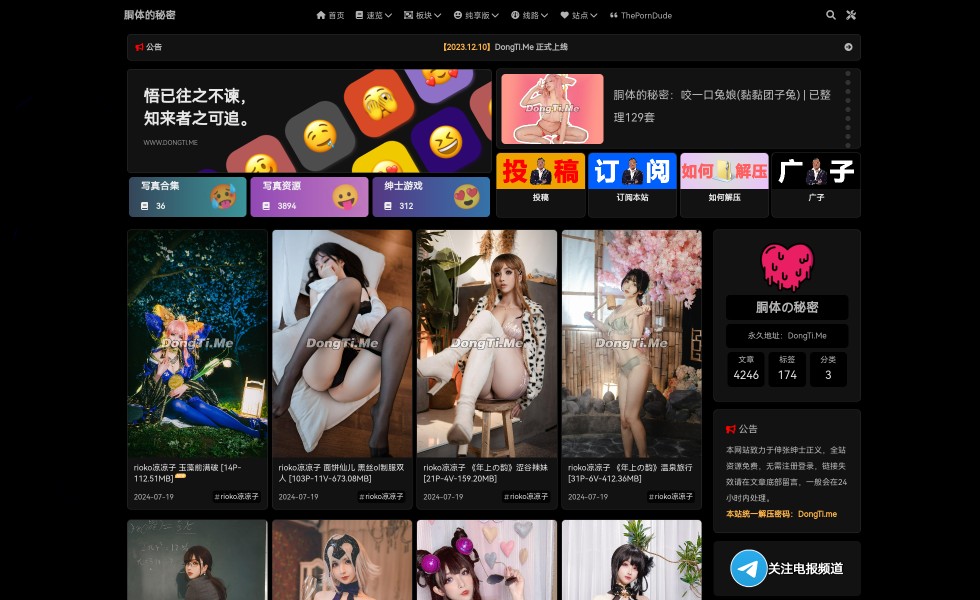 胴体的秘密
首页
速览
板块
纯享版
线路
站点
ThePornDude
公告
【2023.12.10】DongTi.Me 正式上线
悟已往之不谏，
知来者之可追。
WWW.DONGTI.ME
DongTi.Me
胴体的秘密：咬一口兔娘(黏黏团子兔) | 已整
理129套
写真合集
36
写真资源
3894
绅士游戏
312
投稿
订阅
如何解压
广子
投稿
订阅本站
如何解压
广子
DongTi.Me
DongTi.Me
DongTi.Me
DongTi.Me
rioko凉凉子 玉藻前满破 [14P-
112.51MB]
2024-07-19
#rioko凉凉子
rioko凉凉子 面饼仙儿 黑丝ol制服双
人 [103P-11V-673.08MB]
2024-07-19
#rioko凉凉子
rioko凉凉子 《年上の韵》涩谷辣妹
[21P-4V-159.20MB]
2024-07-19
#rioko凉凉子
rioko凉凉子 《年上の韵》温泉旅行
[31P-6V-412.36MB]
2024-07-19
#rioko凉凉子
胴体の秘密
永久地址：DongTi.Me
文章
4246
标签
174
分类
3
公告
本网站致力于伸张绅士正义，全站
资源免费，无需注册登录，链接失
效请在文章底部留言，一般会在24
小时内处理。
本站统一解压密码：DongTi.me
关注电报频道